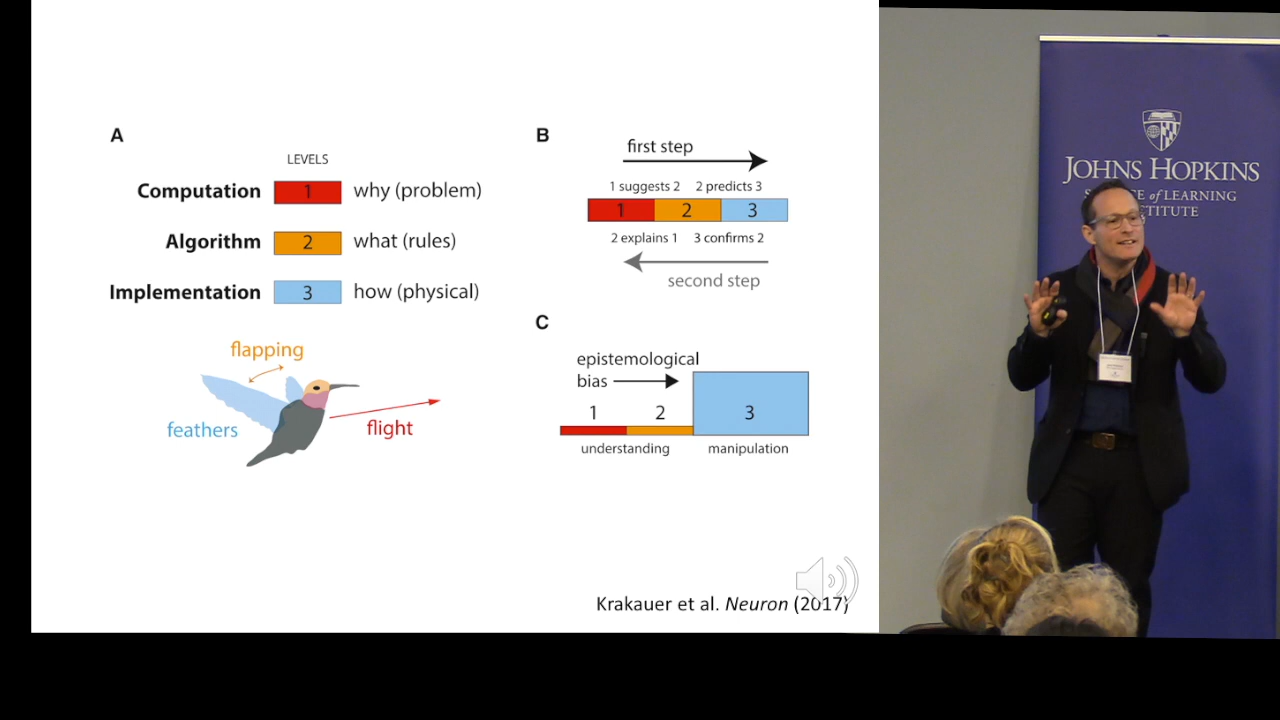 A
LEVELS
Computation 1 why (problem)
Algorithm 2 what (rules)
Implementation 3 how (physical)
flapping
feathers
flight
B
first step
1 suggests 2 2 predicts 3
1 2 3
2 explains 1 3 confirms 2
second step
C
epistemological
bias
1 2 3
understanding manipulation
Krakauer et al. Neuron (2017)
JOHNS HOPKINS
of LEARNING